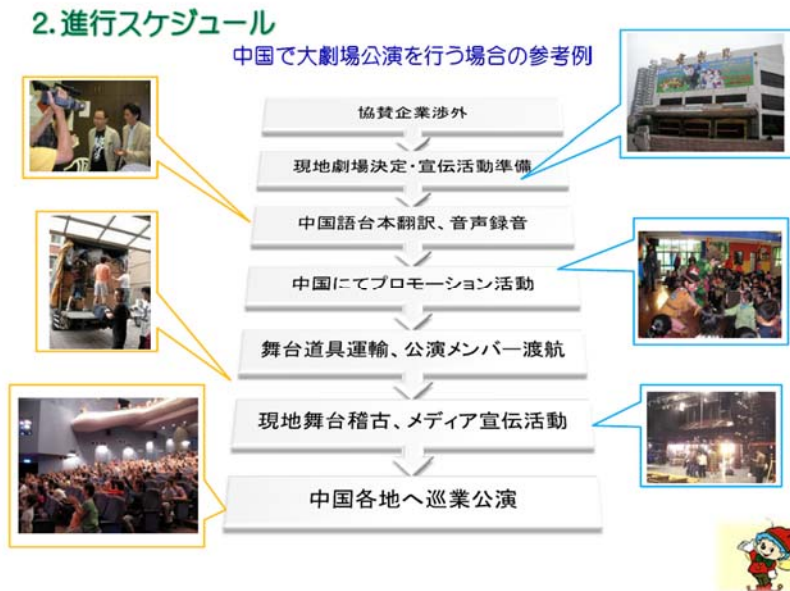 2.進行スケジュール
中国で大劇場公演を行う場合の参考例
協賛企業渉外
現地劇場決定・宣伝活動準備
中国語台本翻訳、音声録音
中国にてプロモーション活動
舞台道具運輸、公演メンバー渡航
現地舞台稽古、メディア宣伝活動
中国各地へ巡業公演